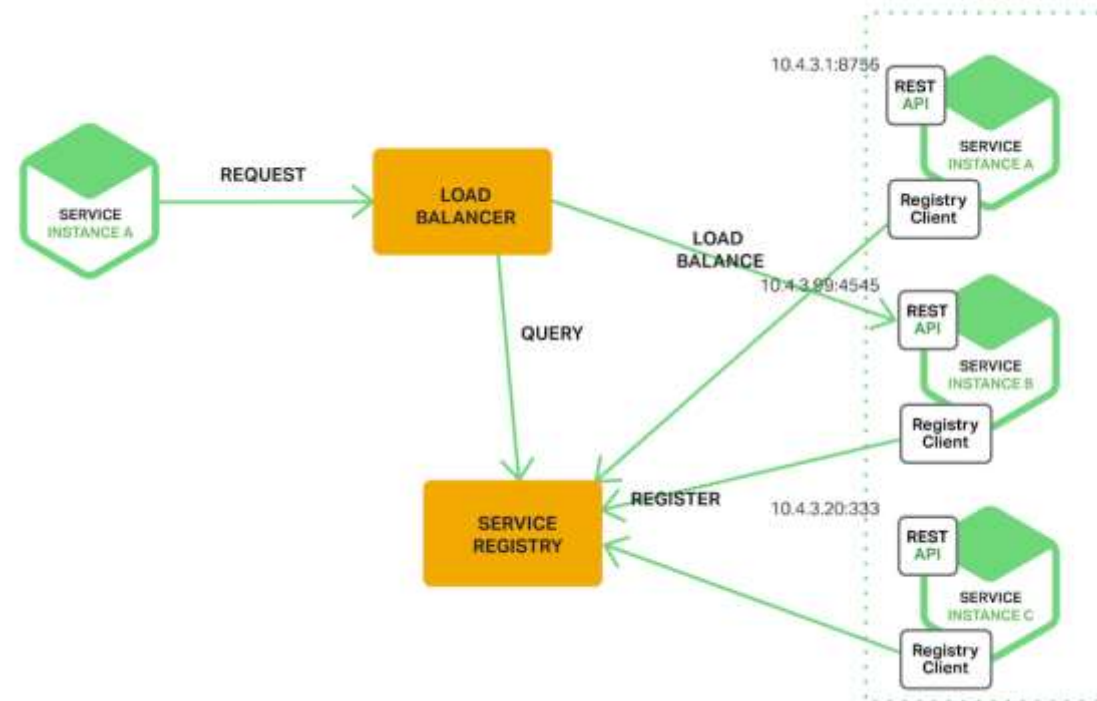 10.4.3.1:8756
REST
API
SERVICE
INSTANCE A
Registry
Client
SERVICE
INSTANCE A
REQUEST
LOAD
BALANCER
LOAD
BALANCE
10.4.3.99:4545
REST
API
SERVICE
INSTANCE B
Registry
Client
QUERY
SERVICE
REGISTRY
REGISTER
10.4.3.20:333
REST
API
SERVICE
INSTANCE C
Registry
Client